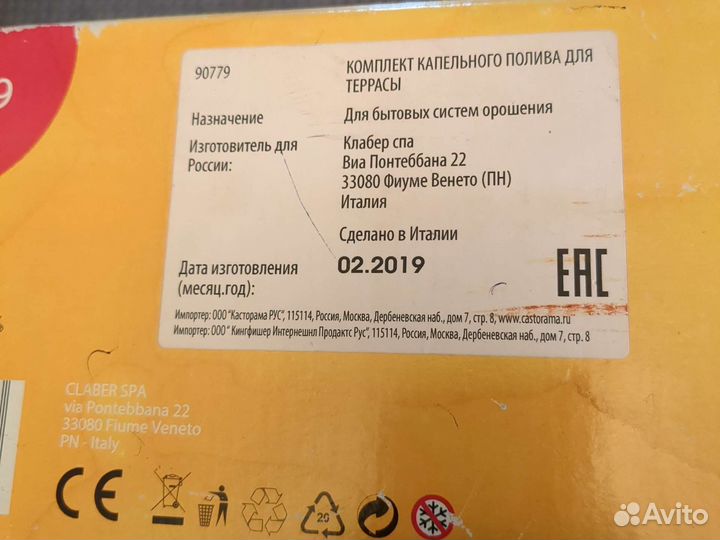 9
90779
КОМПЛЕКТ КАПЕЛЬНОГО ПОЛИВА ДЛЯ
ТЕРРАСЫ
Назначение
Для бытовых систем орошения
Изготовитель для
России:
Клабер спа
Виа Понтеббана 22
33080 Фиуме Венето (ПН)
Италия
Сделано в Италии
Дата изготовления
(месяц.год):
02.2019
EAC
Импортер: ООО "Касторама РУС", 115114, Россия, Москва, Дербеневская наб., дом 7, стр. 8, www.castorama.ru
Импортер: ООО " Кингфишер Интернешнл Продактс Рус", 115114, Россия, Москва, Дербеневская наб., дом 7, стр. 8
CLABER SPA
via Pontebbana 22
33080 Fiume Veneto
PN - Italy
CE
20
Avito